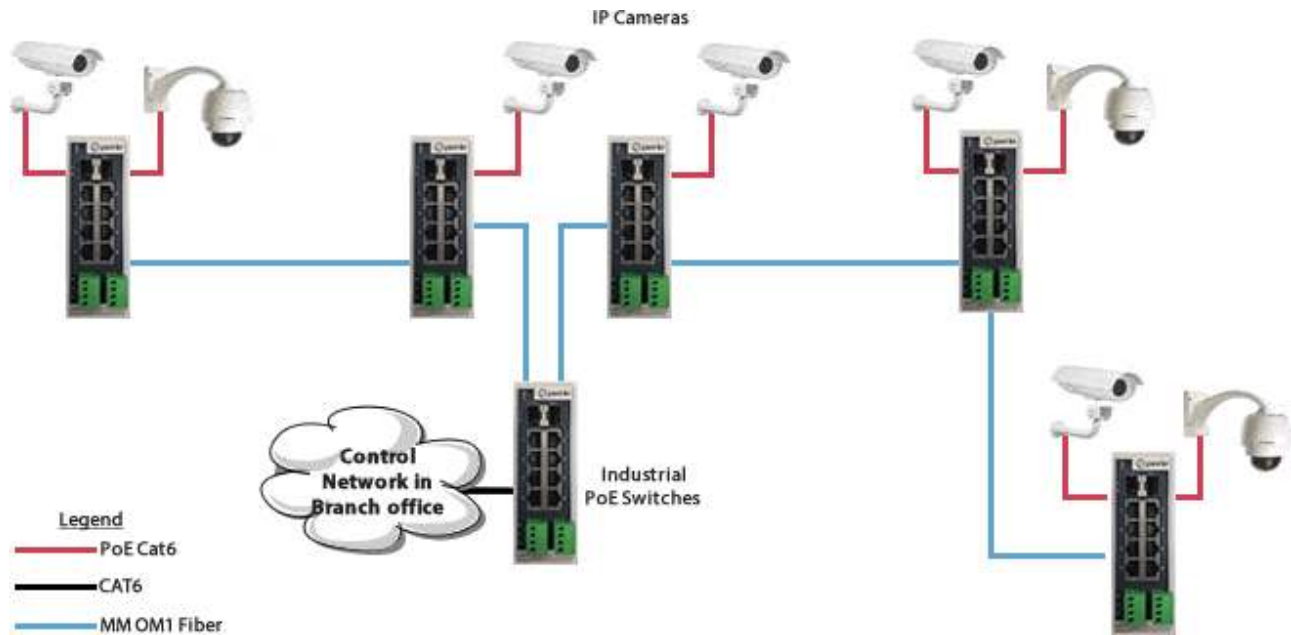 IP Cameras
Control
Network in
Branch office
Industrial
PoE Switches
Legend
PoE Cat6
CAT6
MM OM1 Fiber